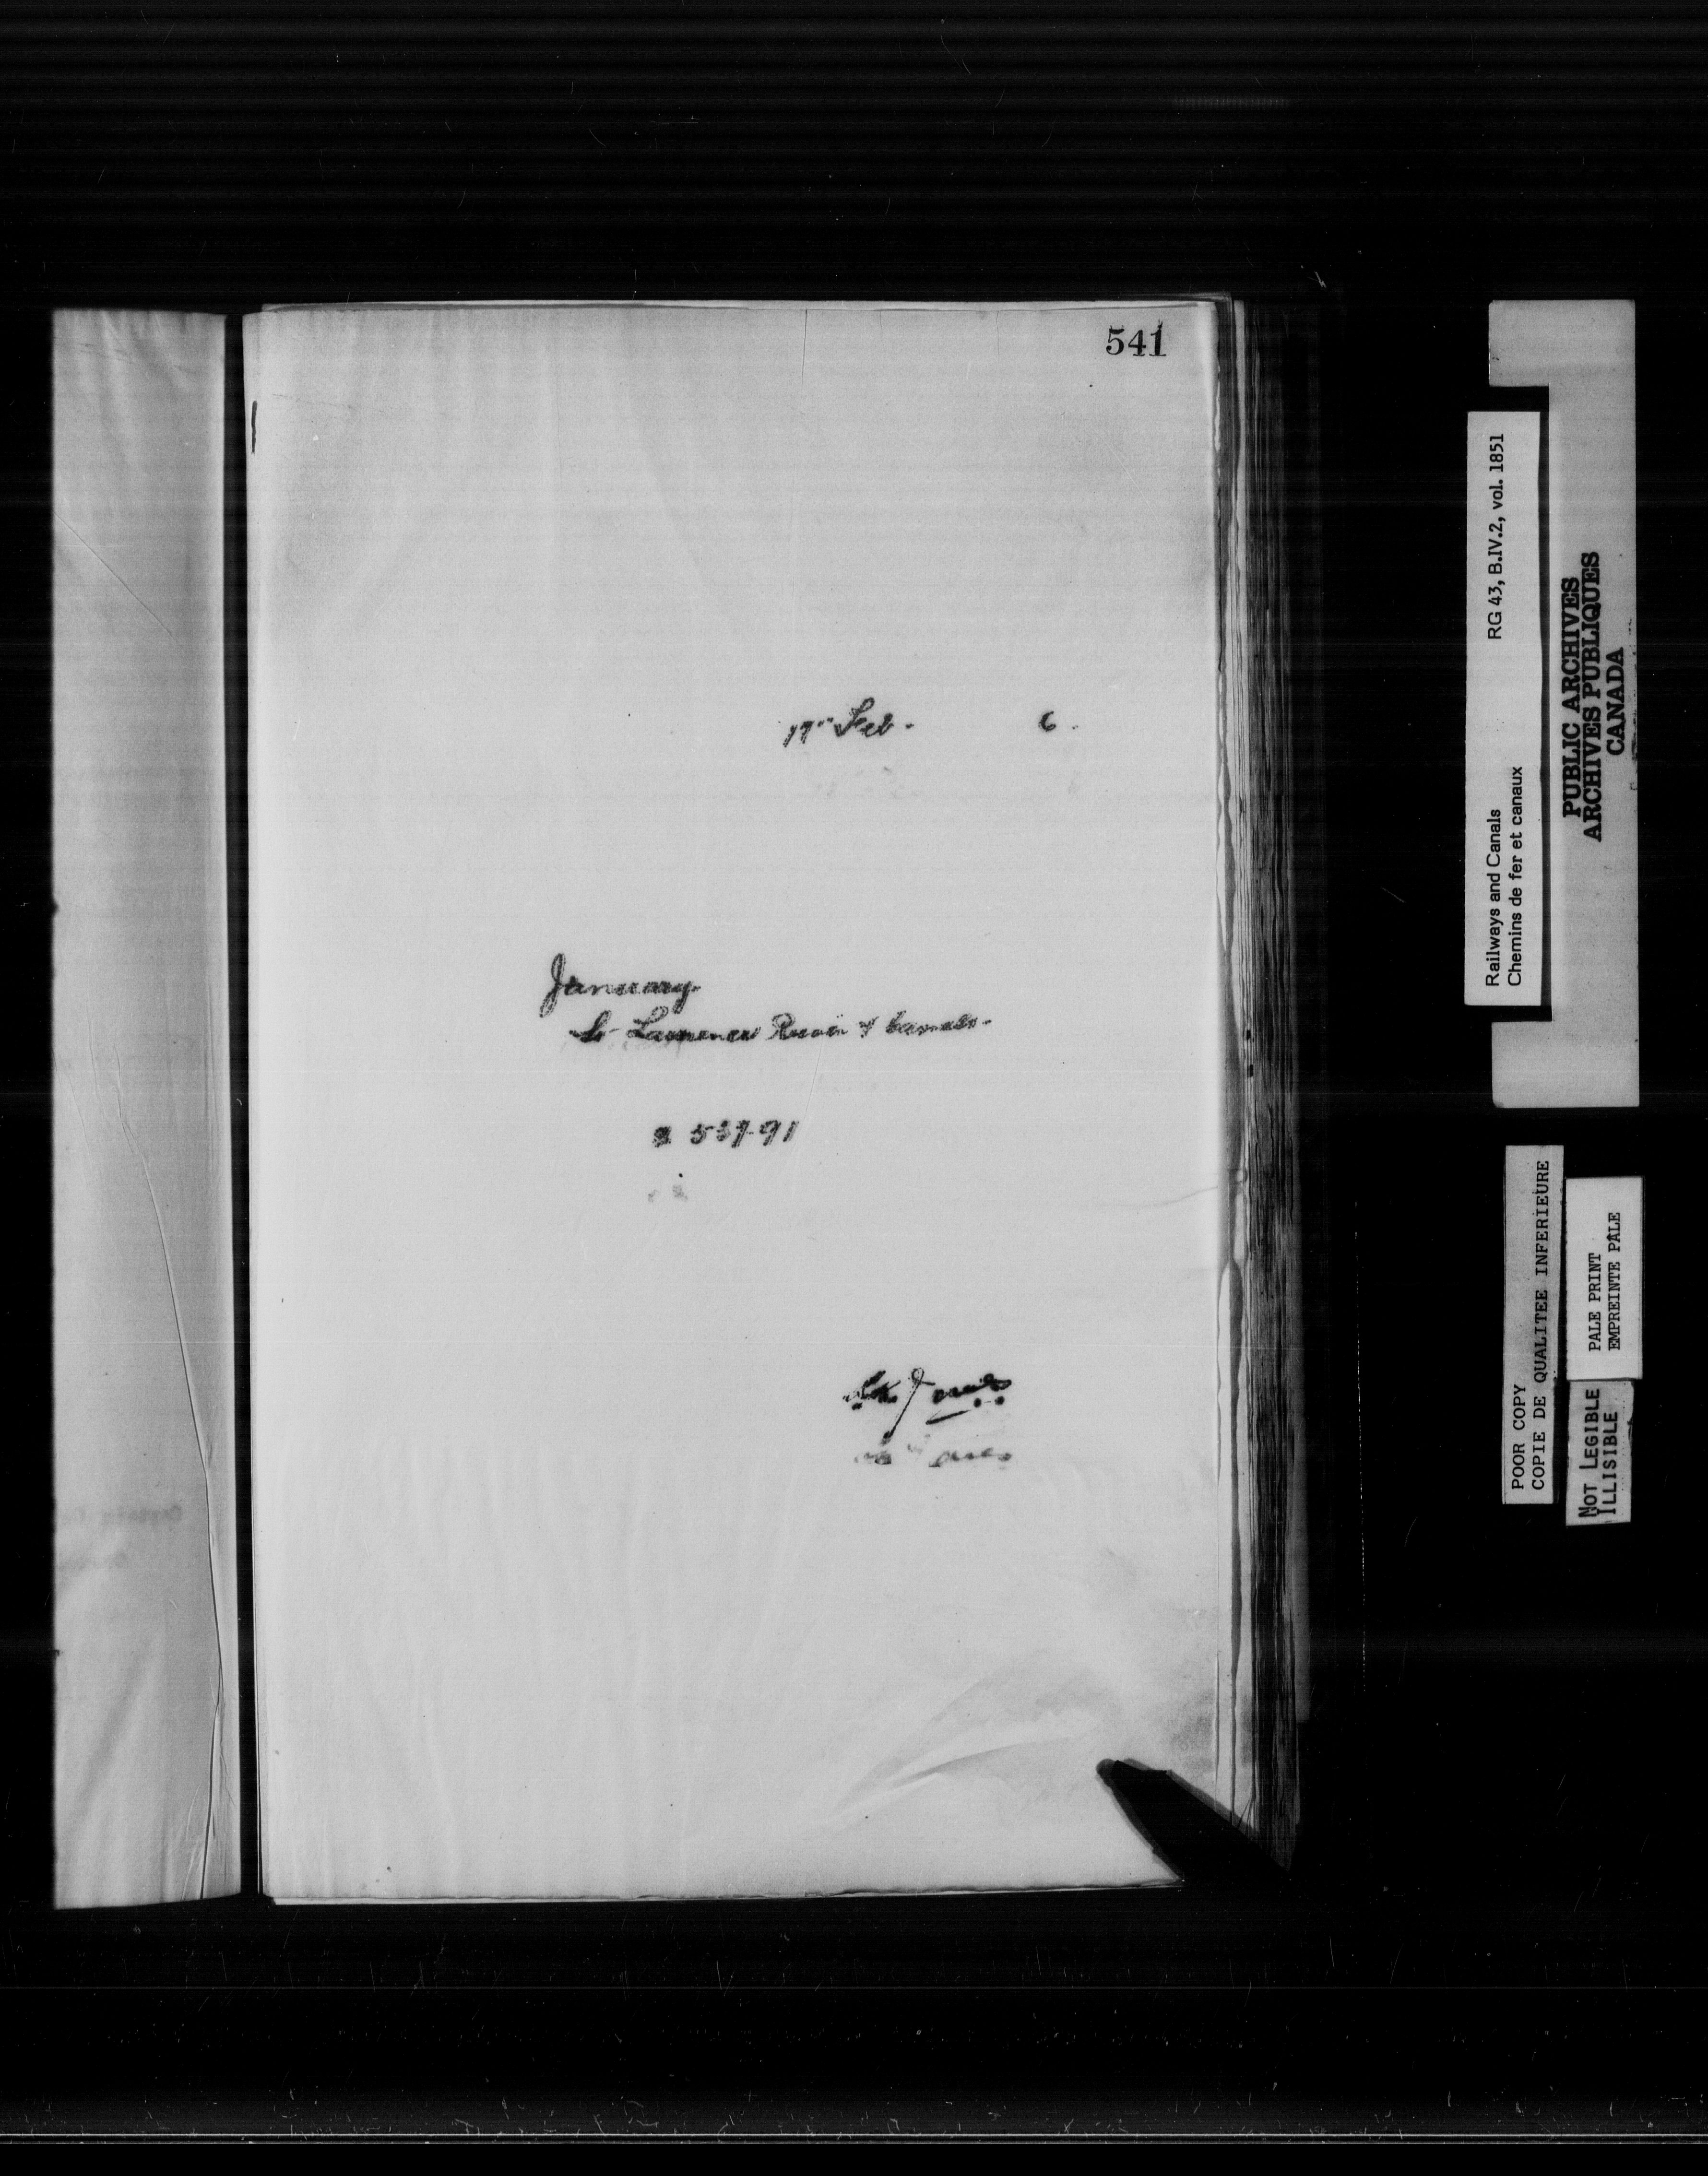 541
17" Feb. 6.
January
St Lawrence River & Canals.
537.91
RG 43, B.IV.2, vol. 1851
Railways and Canals
Chemins de fer et canaux
PUBLIC ARCHIVES
ARCHIVES PUBLIQUES
CANADA
POOR COPY
COPIE DE QUALITEE INFERIEURE
PALE PRINT
EMPREINTE PÂLE
NOT LEGIBLE
ILLISIBLE